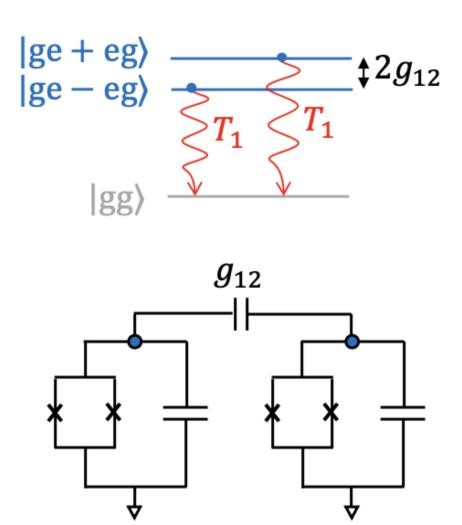 |ge + eg⟩
2g₁₂
|ge − eg⟩
T₁
T₁
|gg⟩
g₁₂